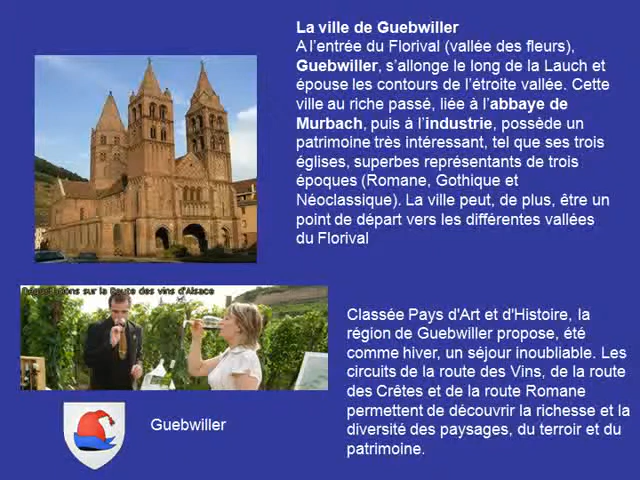 La ville de Guebwiller
A l'entrée du Florival (vallée des fleurs),
Guebwiller, s'allonge le long de la Lauch et
épouse les contours de l'étroite vallée. Cette
ville au riche passé, liée à l'abbaye de
Murbach, puis à l'industrie, possède un
patrimoine très intéressant, tel que ses trois
églises, superbes représentants de trois
époques (Romane, Gothique et
Néoclassique). La ville peut, de plus, être un
point de départ vers les différentes vallées
du Florival
Dégustations sur la Route des vins d'Alsace
Classée Pays d'Art et d'Histoire, la
région de Guebwiller propose, été
comme hiver, un séjour inoubliable. Les
circuits de la route des Vins, de la route
des Crêtes et de la route Romane
permettent de découvrir la richesse et la
diversité des paysages, du terroir et du
patrimoine.
Guebwiller